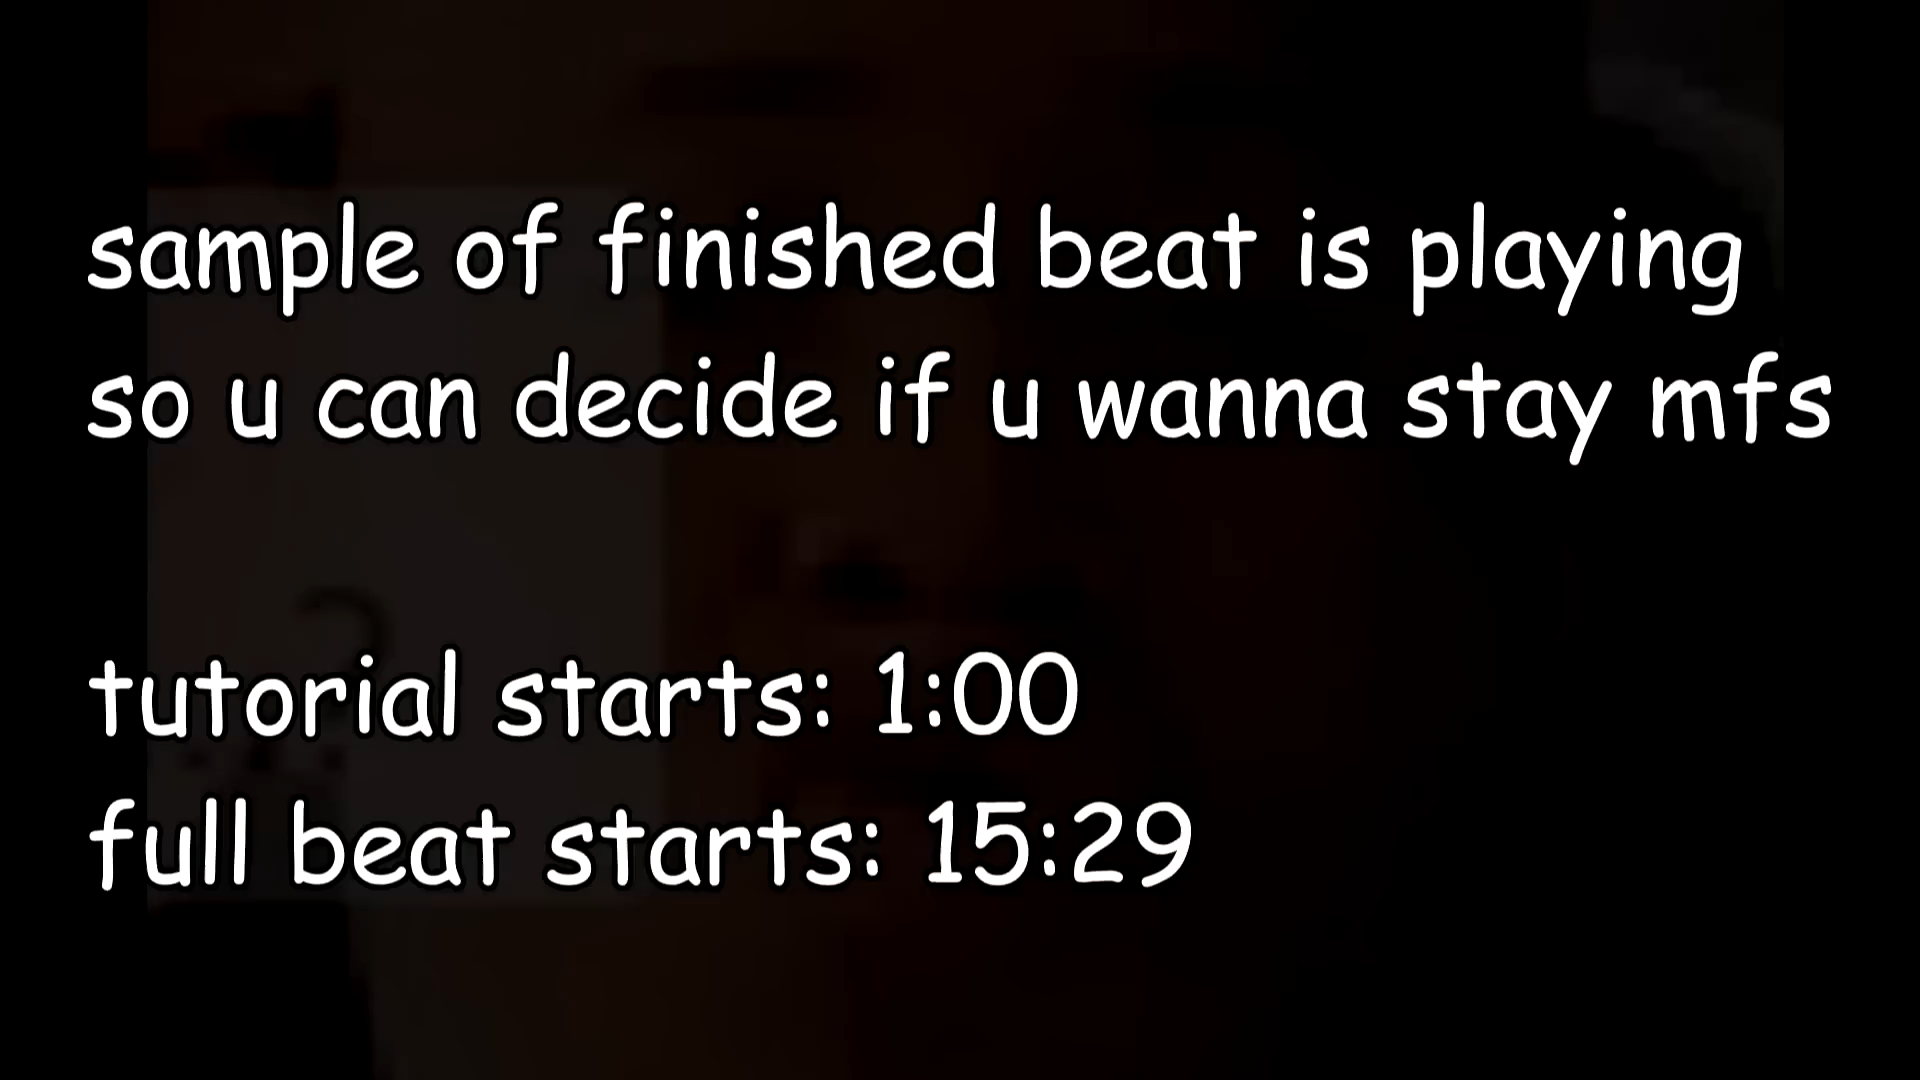 sample of finished beat is playing
so u can decide if u wanna stay mfs
tutorial starts: 1:00
full beat starts: 15:29